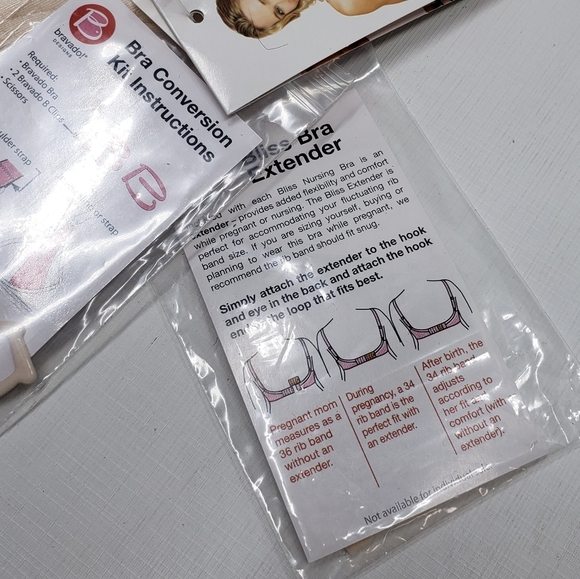 bravado!
DESIGNS
Bra Conversion
Kit Instructions
Required:
• Bravado Bra
• 2 Bravado B Clips
• Scissors
strap
or strap
Bliss Bra
Extender
with each Bliss Nursing Bra is an
extender - provides added flexibility and comfort
while pregnant or nursing. The Bliss Extender is
perfect for accommodating your fluctuating rib
band size. If you are sizing yourself, buying or
planning to wear this bra while pregnant, we
recommend the rib band should fit snug.
Simply attach the extender to the hook
and eye in the back and attach the hook
end to the loop that fits best.
Pregnant mom
measures as a
36 rib band
without an
extender.
During
pregnancy, a 34
rib band is the
perfect fit with
an extender.
After birth, the
34 rib band
adjusts
according to
her fit and
comfort (with
without an
extender).
Not available for individual